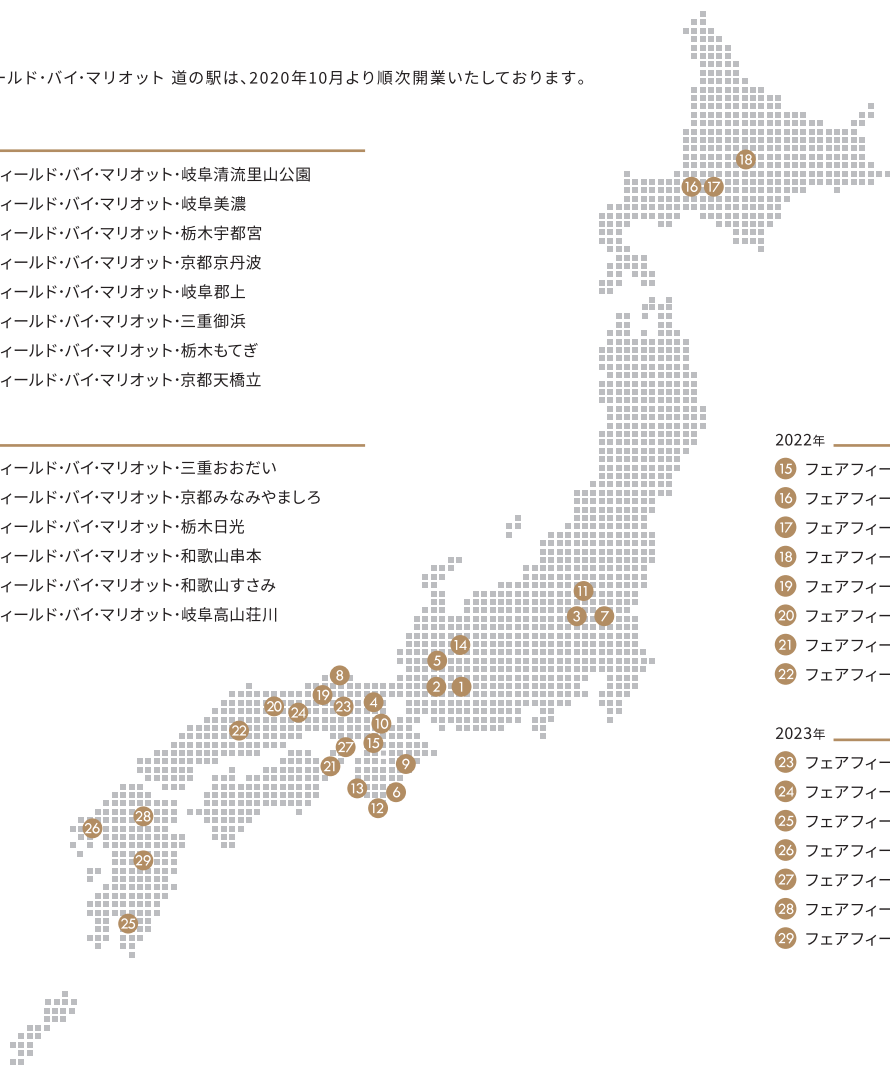 ールド・バイ・マリオット 道の駅は、2020年10月より順次開業いたしております。
ィールド・バイ・マリオット・岐阜清流里山公園
ィールド・バイ・マリオット・岐阜美濃
ィールド・バイ・マリオット・栃木宇都宮
ィールド・バイ・マリオット・京都京丹波
ィールド・バイ・マリオット・岐阜郡上
ィールド・バイ・マリオット・三重御浜
ィールド・バイ・マリオット・栃木もてぎ
ィールド・バイ・マリオット・京都天橋立
ィールド・バイ・マリオット・三重おおだい
ィールド・バイ・マリオット・京都みなみやましろ
ィールド・バイ・マリオット・栃木日光
ィールド・バイ・マリオット・和歌山串本
ィールド・バイ・マリオット・和歌山すさみ
ィールド・バイ・マリオット・岐阜高山荘川
18
16 17
11
3 7
14
5
8
2 1
19
20 24 23 4
22 10
27 15
21 9
13 6
12
28
26
29
25
2022年
15 フェアフィー
16 フェアフィー
17 フェアフィー
18 フェアフィー
19 フェアフィー
20 フェアフィー
21 フェアフィー
22 フェアフィー
2023年
23 フェアフィー
24 フェアフィー
25 フェアフィー
26 フェアフィー
27 フェアフィー
28 フェアフィー
29 フェアフィー